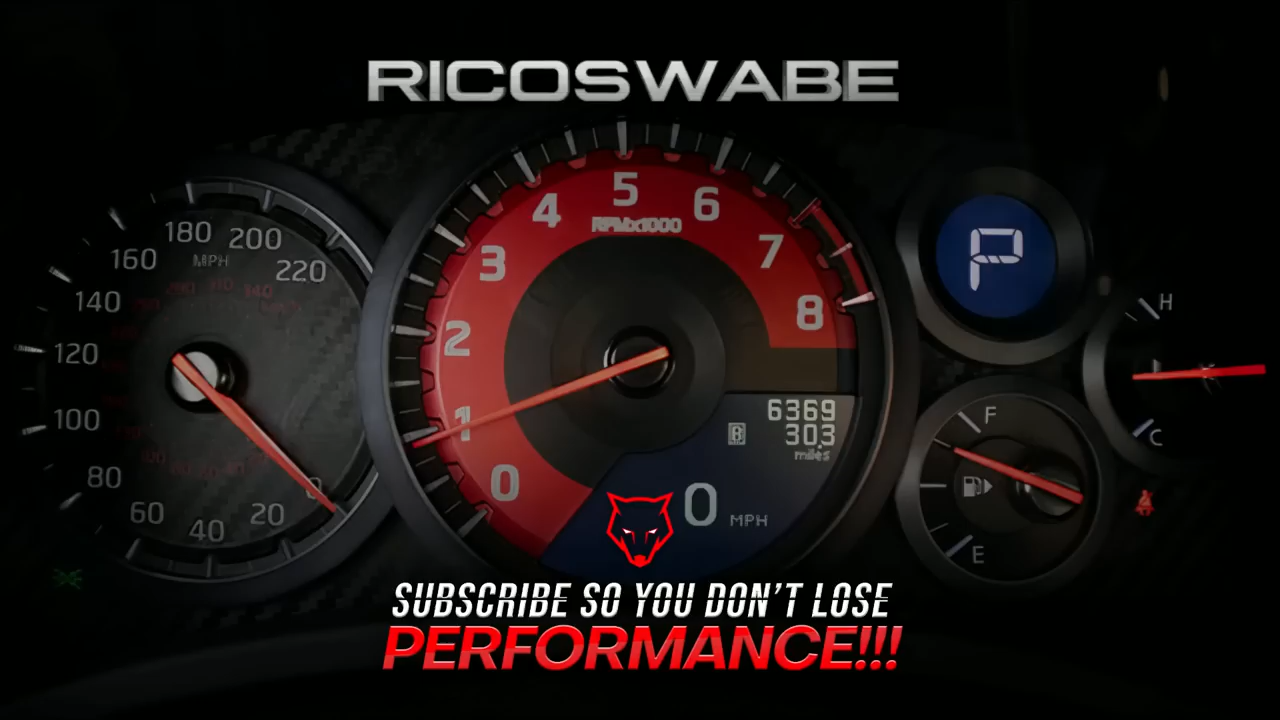 RICOSWABE
180 200
160 MPH 220
140
120
100
80
60 40 20 0
5
4 6
RPMx1000
3 7
2 8
1
0
6369
B 303
miles
0 MPH
P
H
C
F
E
SUBSCRIBE SO YOU DON'T LOSE
PERFORMANCE!!!